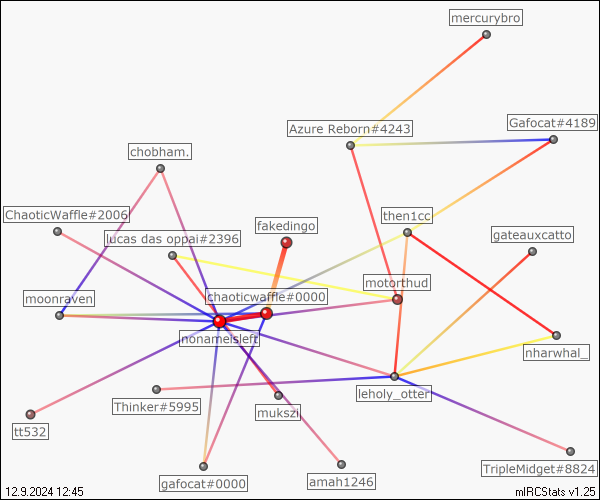 mercurybro
Gafocat#4189
Azure Reborn#4243
chobham.
ChaoticWaffle#2006
then1cc
fakedingo
lucas das oppai#2396
gateauxcatto
motorthud
moonraven
chaoticwaffle#0000
nonameisleft
nharwhal_
leholy_otter
Thinker#5995
mukszi
tt532
TripleMidget#8824
gafocat#0000
amah1246
12.9.2024 12:45
mIRCStats v1.25